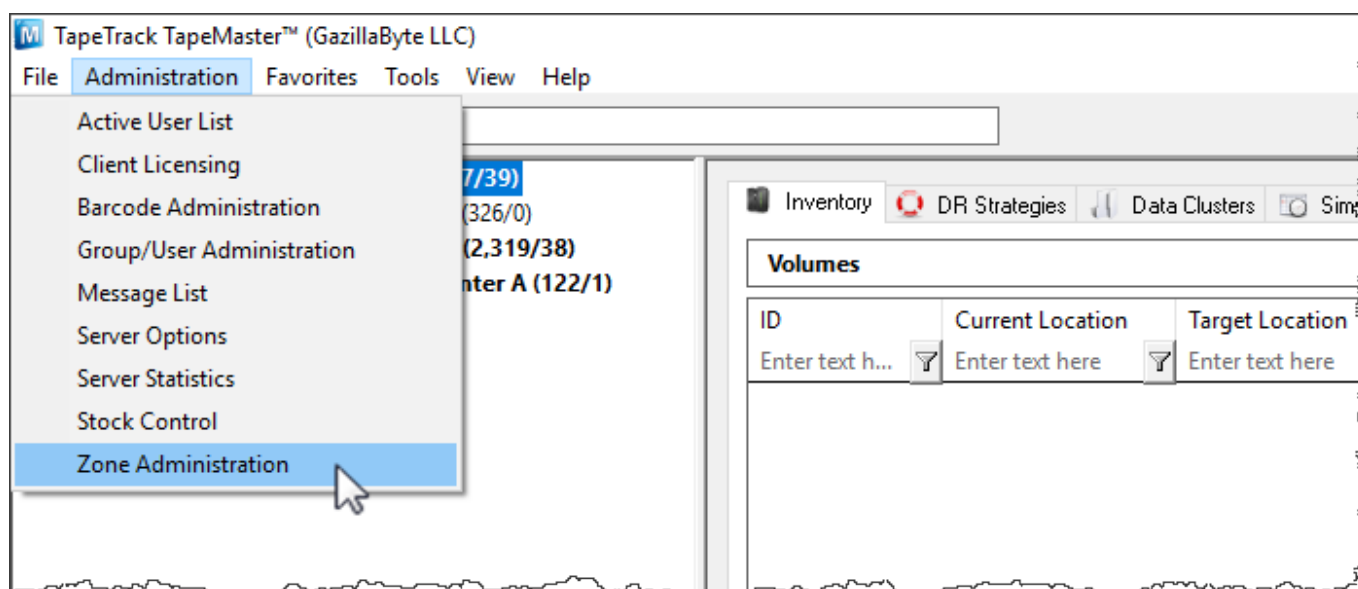 TapeTrack TapeMaster™ (GazillaByte LLC)
File Administration Favorites Tools View Help
Active User List
Client Licensing
Barcode Administration
Group/User Administration
Message List
Server Options
Server Statistics
Stock Control
Zone Administration
7/39)
(326/0)
(2,319/38)
nter A (122/1)
Inventory DR Strategies Data Clusters Sim
Volumes
ID Current Location Target Location
Enter text h... Enter text here Enter text here